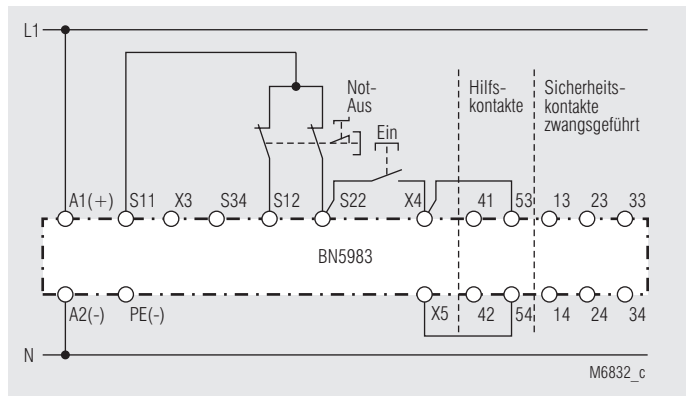 L1
Not-
Aus
Hilfs-
kontakte
Sicherheits-
kontakte
zwangsgeführt
Ein
A1(+) S11 X3 S34 S12 S22 X4 41 53 13 23 33
BN5983
A2(-) PE(-) X5 42 54 14 24 34
N
M6832_c